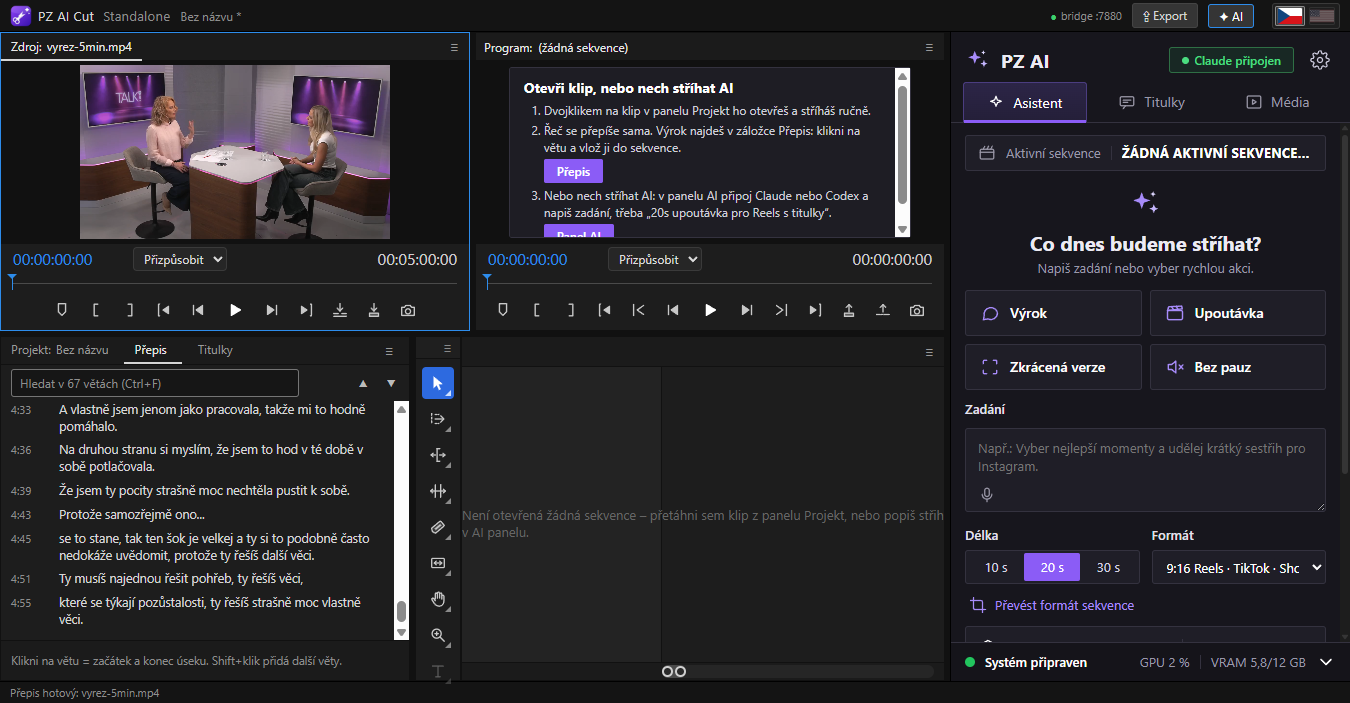 PZ AI Cut Standalone Bez názvu *
bridge :7880 Export AI
Zdroj: vyrez-5min.mp4
TALK!
00:00:00:00 Přizpůsobit 00:05:00:00
Program: (žádná sekvence)
Otevři klip, nebo nech stříhat AI
1. Dvojklikem na klip v panelu Projekt ho otevřeš a stříháš ručně.
2. Řeč se přepíše sama. Výrok najdeš v záložce Přepis: klikni na
větu a vlož ji do sekvence.
Přepis
3. Nebo nech stříhat AI: v panelu AI připoj Claude nebo Codex a
napiš zadání, třeba „20s upoutávka pro Reels s titulky“.
Panel AI
00:00:00:00 Přizpůsobit 00:00:00:00
Projekt: Bez názvu Přepis Titulky
Hledat v 67 větách (Ctrl+F)
4:33 A vlastně jsem jenom jako pracovala, takže mi to hodně
pomáhalo.
4:36 Na druhou stranu si myslím, že jsem to hod v té době v
sobě potlačovala.
4:39 Že jsem ty pocity strašně moc nechtěla pustit k sobě.
4:43 Protože samozřejmě ono...
4:45 se to stane, tak ten šok je velkej a ty si to podobně často
nedokáže uvědomit, protože ty řešíš další věci.
4:51 Ty musíš najednou řešit pohřeb, ty řešíš věci,
4:55 které se týkají pozůstalosti, ty řešíš strašně moc vlastně
věci.
Klikni na větu = začátek a konec úseku. Shift+klik přidá další věty.
Přepis hotový: vyrez-5min.mp4
Není otevřená žádná sekvence – přetáhni sem klip z panelu Projekt, nebo popiš střih
v AI panelu.
PZ AI Claude připojen
Asistent Titulky Média
Aktivní sekvence ŽÁDNÁ AKTIVNÍ SEKVENCE...
Co dnes budeme stříhat?
Napiš zadání nebo vyber rychlou akci.
Výrok Upoutávka
Zkrácená verze Bez pauz
Zadání
Např.: Vyber nejlepší momenty a udělej krátký sestřih pro
Instagram.
Délka Formát
10 s 20 s 30 s 9:16 Reels · TikTok · Sho
Převést formát sekvence
Systém připraven GPU 2 % VRAM 5,8/12 GB